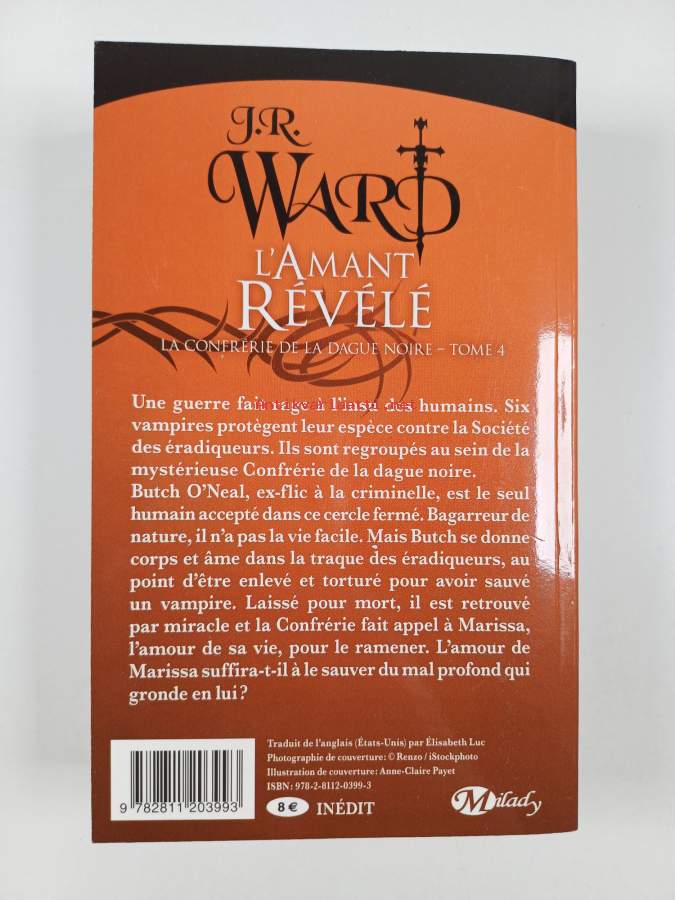 J.R.
WARD
L'AMANT
RÉVÉLÉ
LA CONFRÉRIE DE LA DAGUE NOIRE – TOME 4
Une guerre fait rage à l'insu des humains. Six
vampires protègent leur espèce contre la Société
des éradiqueurs. Ils sont regroupés au sein de la
mystérieuse Confrérie de la dague noire.
Butch O'Neal, ex-flic à la criminelle, est le seul
humain accepté dans ce cercle fermé. Bagarreur de
nature, il n'a pas la vie facile. Mais Butch se donne
corps et âme dans la traque des éradiqueurs, au
point d'être enlevé et torturé pour avoir sauvé
un vampire. Laissé pour mort, il est retrouvé
par miracle et la Confrérie fait appel à Marissa,
l'amour de sa vie, pour le ramener. L'amour de
Marissa suffira-t-il à le sauver du mal profond qui
gronde en lui ?
Traduit de l'anglais (États-Unis) par Élisabeth Luc
Photographie de couverture : © Renzo / iStockphoto
Illustration de couverture : Anne-Claire Payet
ISBN : 978-2-8112-0399-3
9 782811 203993
8 € INÉDIT
Milady